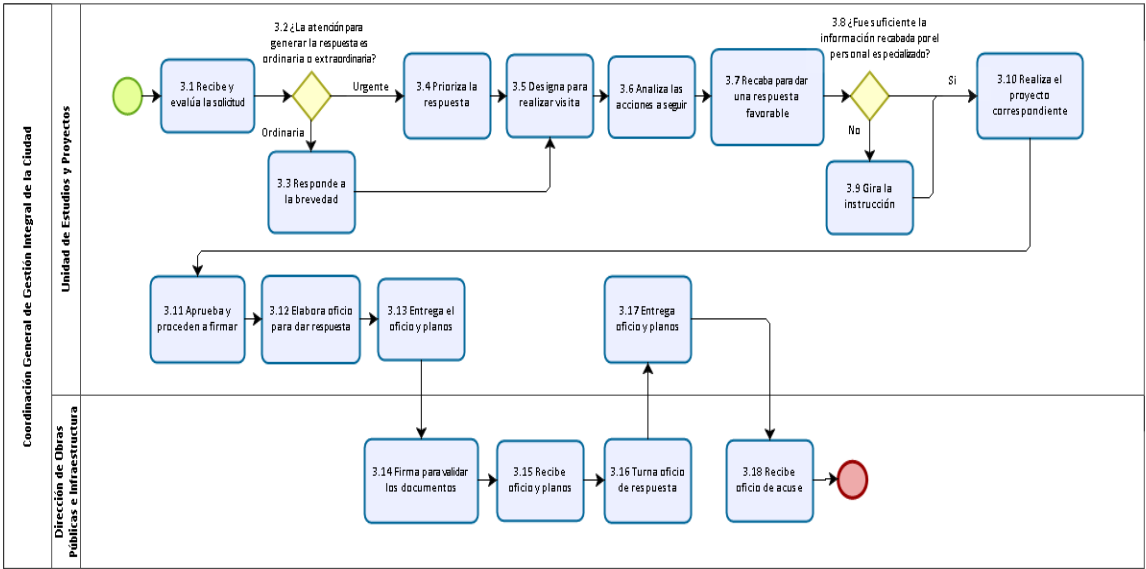 Coordinación General de Gestión Integral de la Ciudad
Unidad de Estudios y Proyectos
3.1 Recibe y
evalúa la solicitud
3.2 ¿La atención para
generar la respuesta es
ordinaria o extraordinaria?
Urgente
Ordinaria
3.3 Responde a
la brevedad
3.4 Prioriza la
respuesta
3.5 Designa para
realizar visita
3.6 Analiza las
acciones a seguir
3.7 Recaba para dar
una respuesta
favorable
3.8 ¿Fue suficiente la
información recabada por el
personal especializado?
Si
No
3.9 Gira la
instrucción
3.10 Realiza el
proyecto
correspondiente
3.11 Aprueba y
proceden a firmar
3.12 Elabora oficio
para dar respuesta
3.13 Entrega el
oficio y planos
3.17 Entrega
oficio y planos
Dirección de Obras
Públicas e Infraestructura
3.14 Firma para validar
los documentos
3.15 Recibe
oficio y planos
3.16 Turna oficio
de respuesta
3.18 Recibe
oficio de acuse